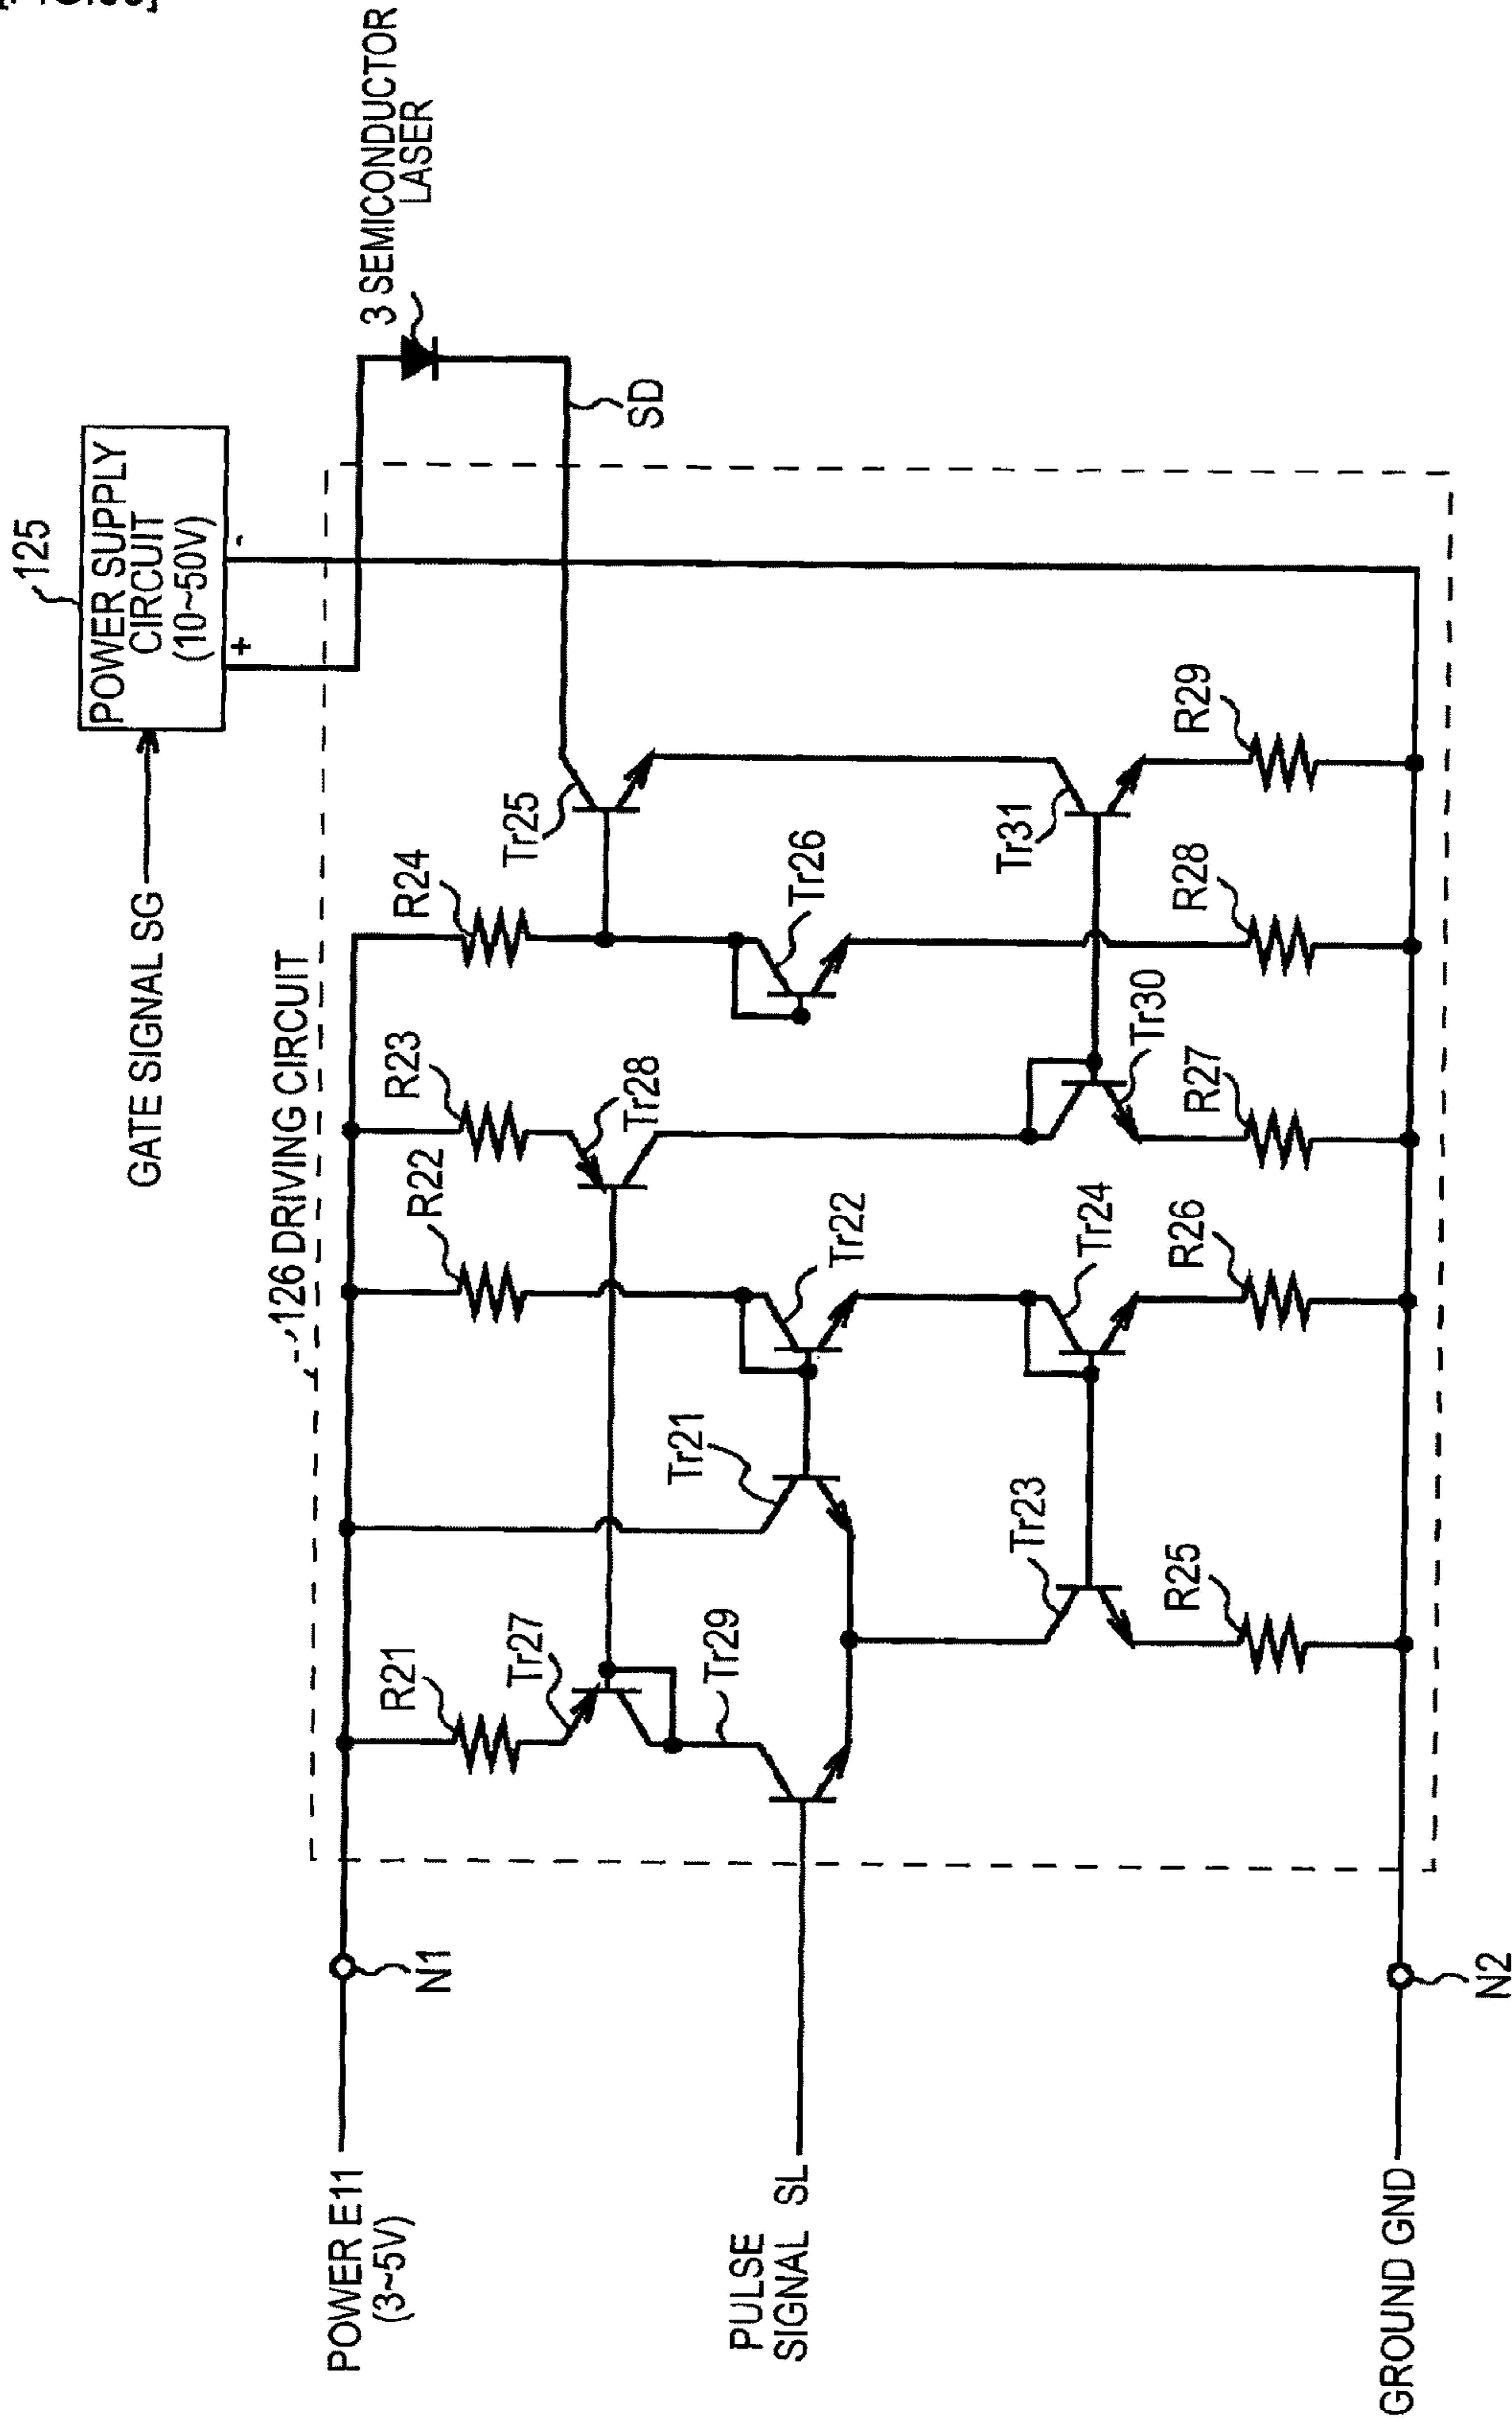 125
POWER SUPPLY
CIRCUIT
(10~50V)
+
-
GATE SIGNAL SG
3 SEMICONDUCTOR
LASER
SD
126 DRIVING CIRCUIT
POWER E11
(3~5V)
N1
R21
R22
R23
R24
Tr27
Tr28
Tr25
Tr29
Tr21
Tr22
Tr26
PULSE
SIGNAL SL
Tr23
Tr24
Tr30
Tr31
R25
R26
R27
R28
R29
GROUND GND
N2